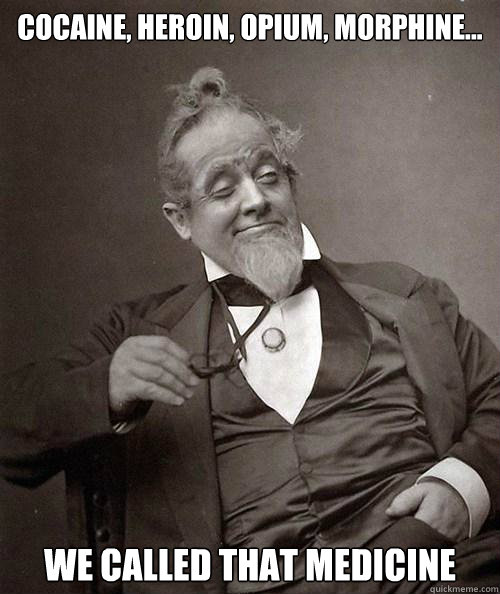 COCAINE, HEROIN, OPIUM, MORPHINE...
WE CALLED THAT MEDICINE
quickmeme.com